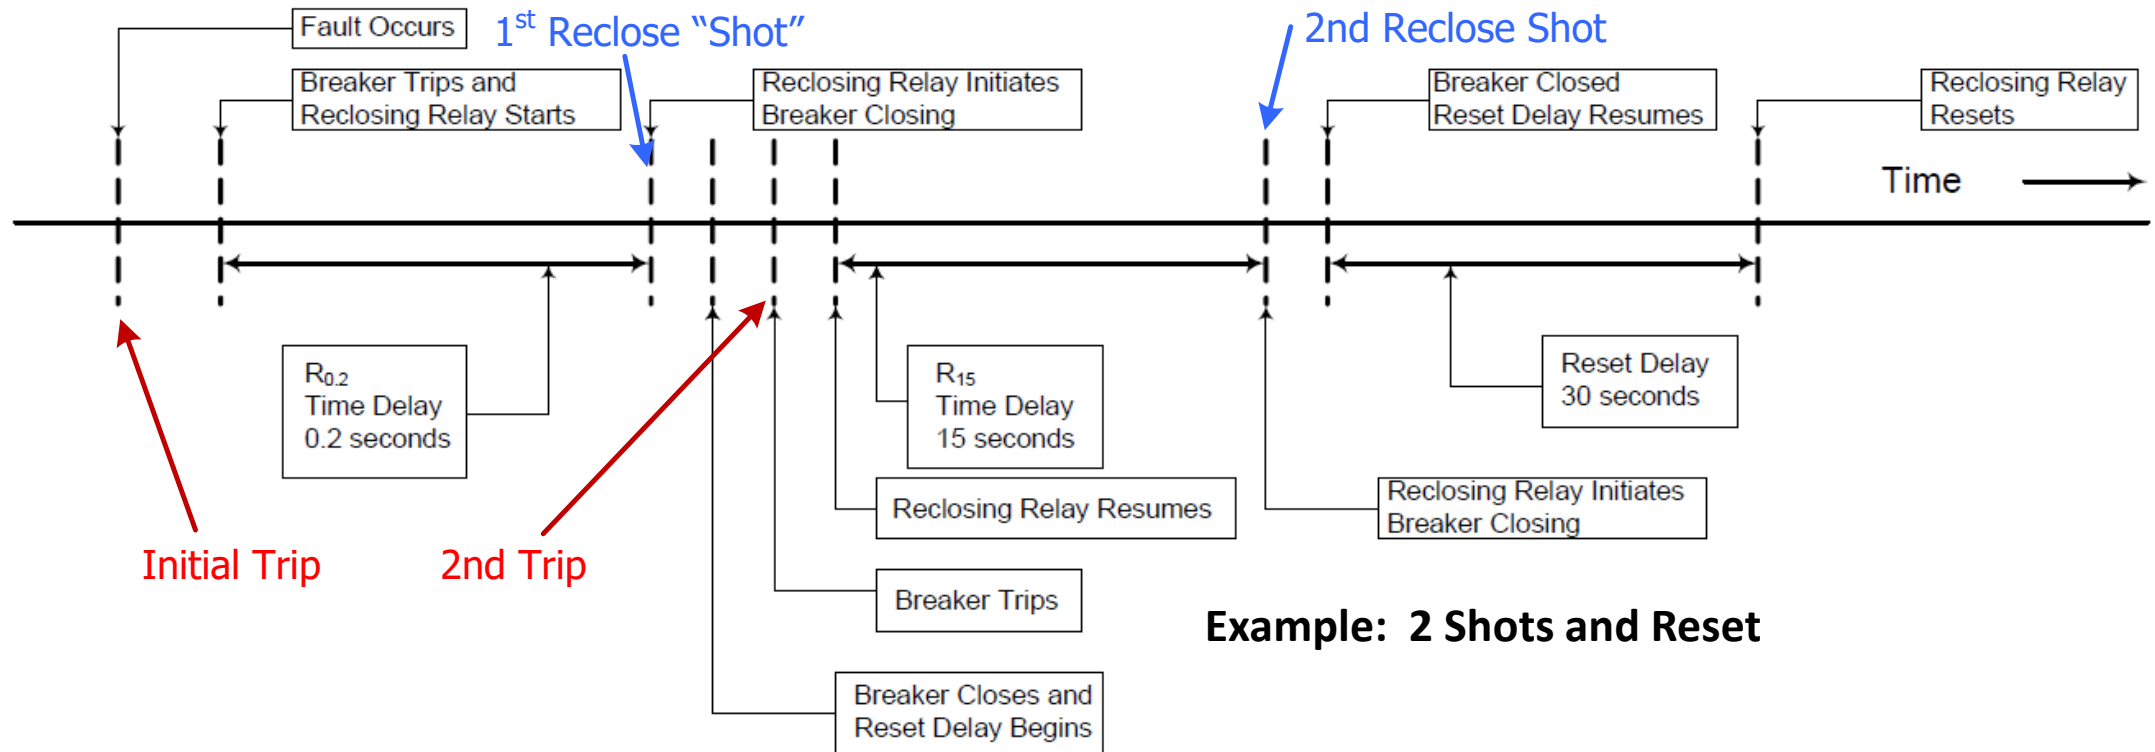 Fault Occurs
1st Reclose “Shot”
2nd Reclose Shot
Breaker Trips and
Reclosing Relay Starts
Reclosing Relay Initiates
Breaker Closing
Breaker Closed
Reset Delay Resumes
Reclosing Relay
Resets
Time
R0.2
Time Delay
0.2 seconds
R15
Time Delay
15 seconds
Reset Delay
30 seconds
Reclosing Relay Resumes
Reclosing Relay Initiates
Breaker Closing
Initial Trip
2nd Trip
Breaker Trips
Example: 2 Shots and Reset
Breaker Closes and
Reset Delay Begins